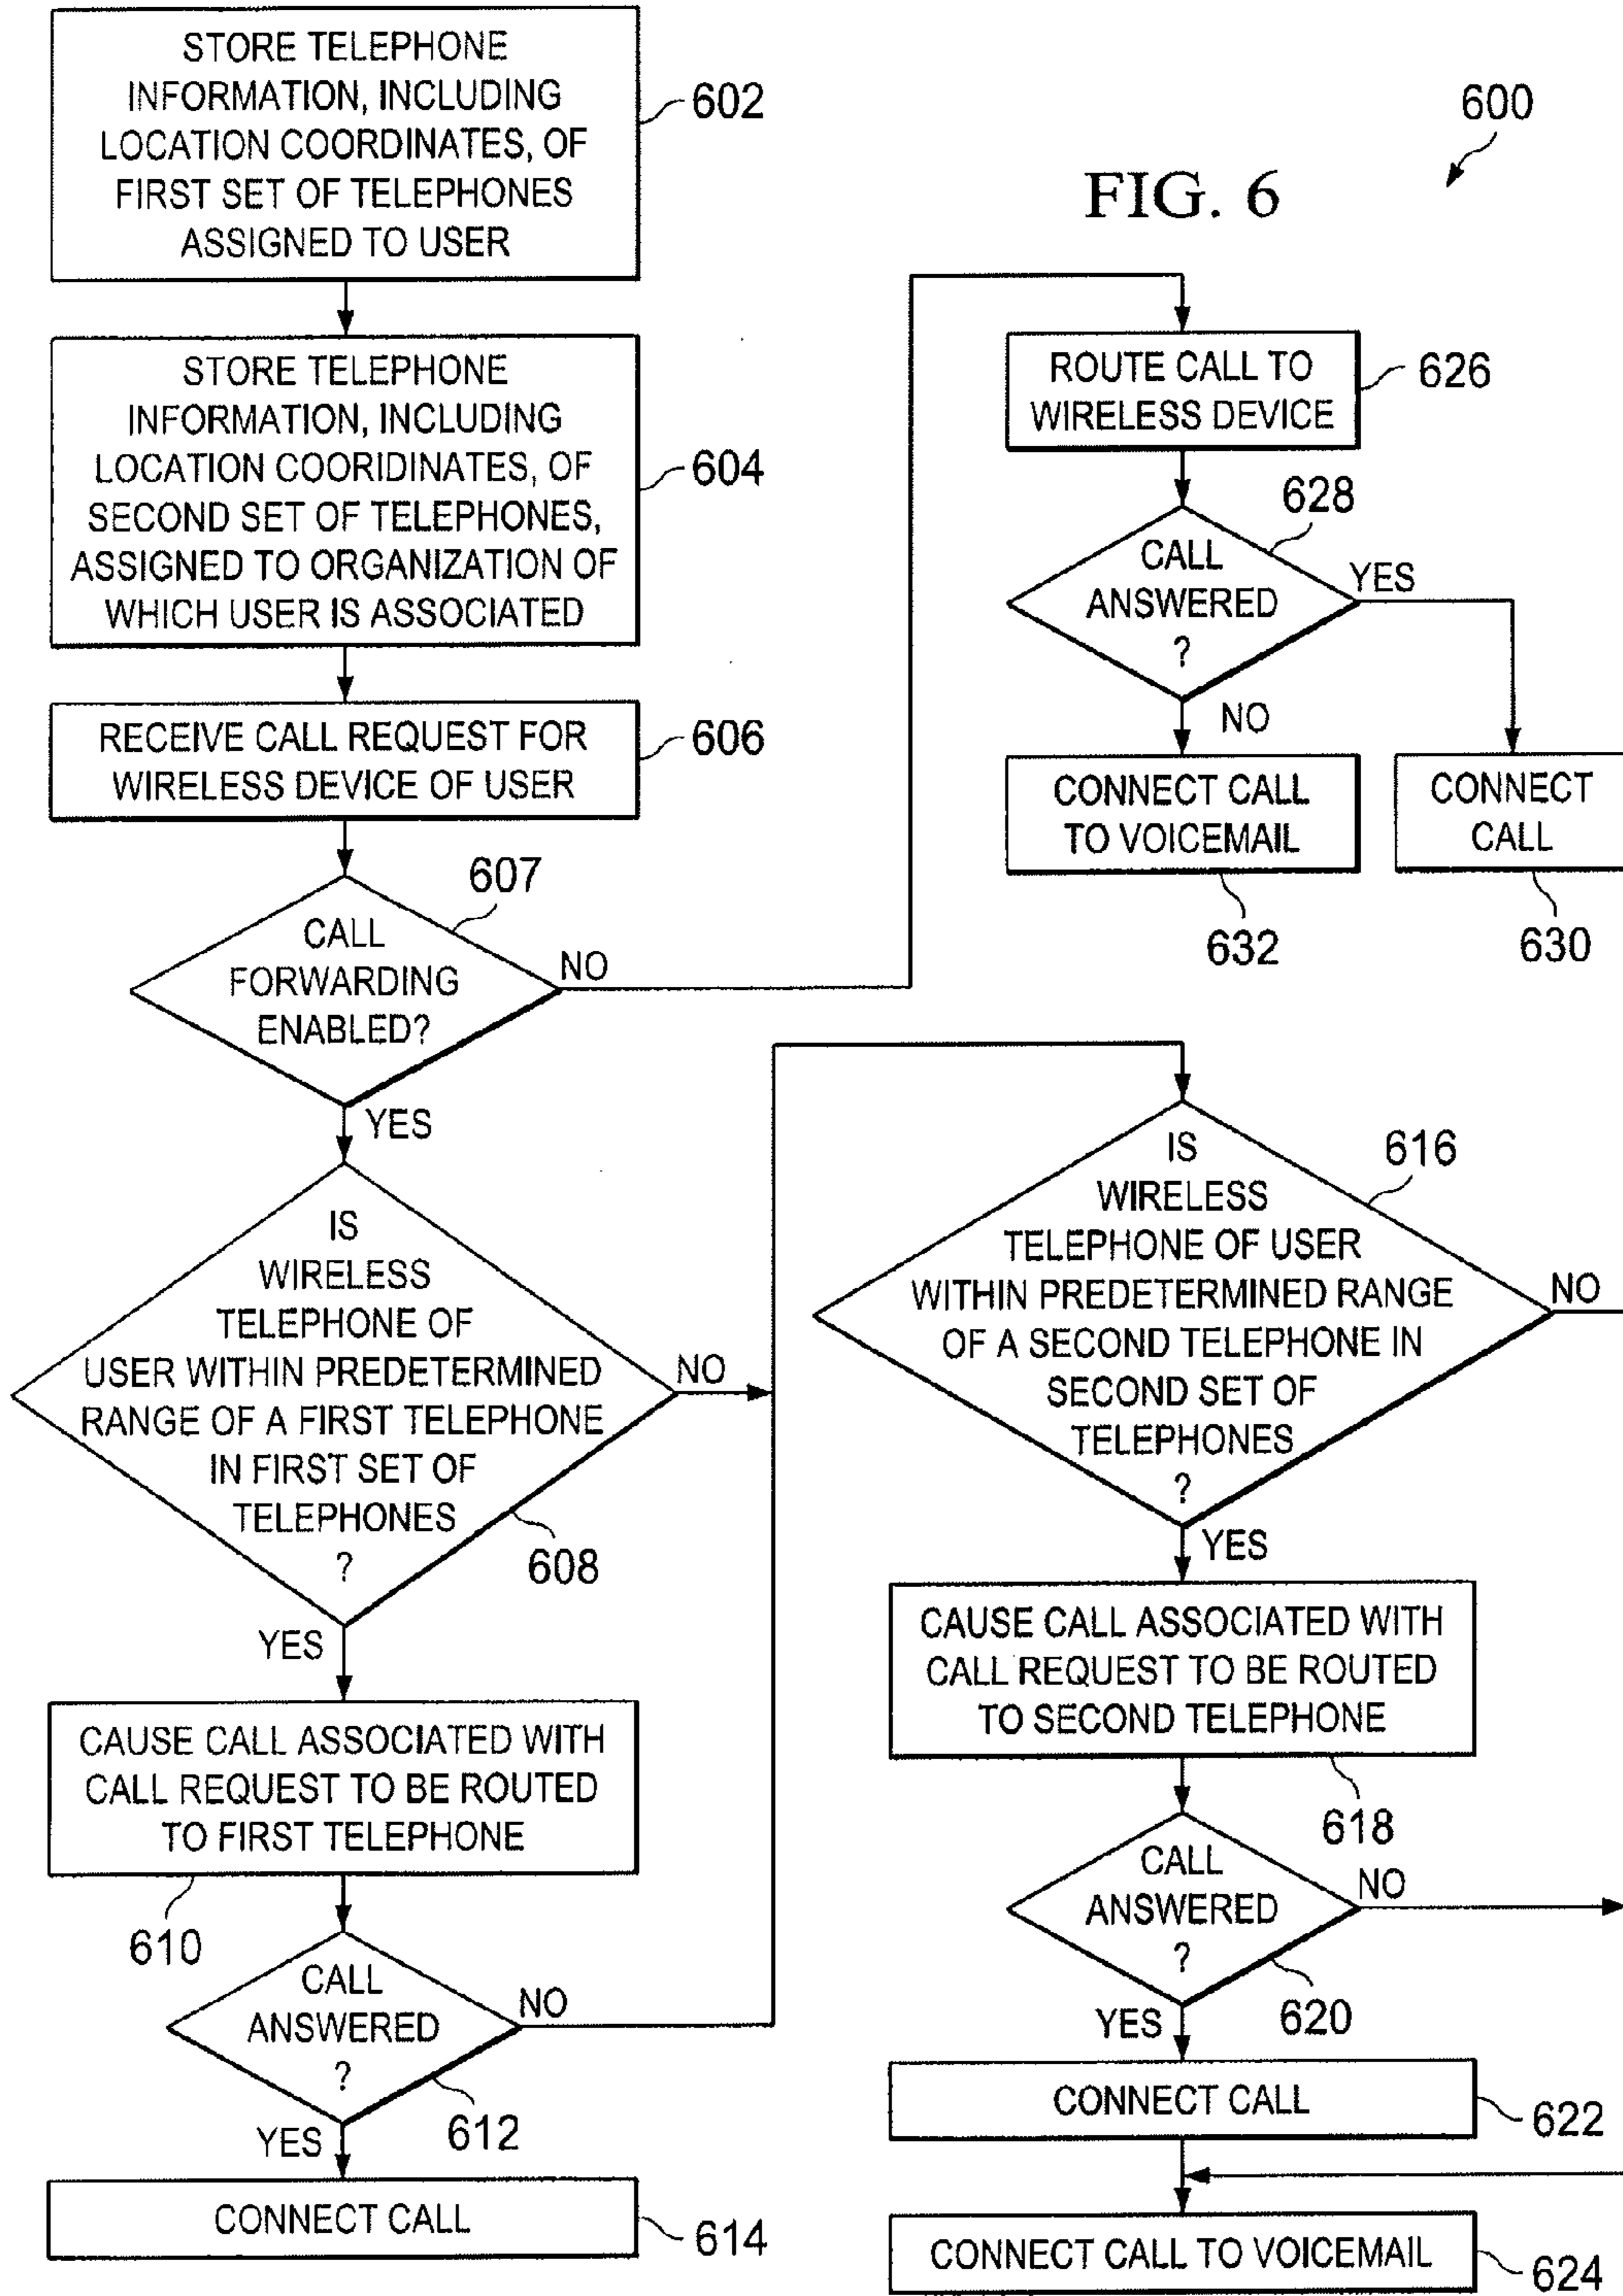 STORE TELEPHONE
INFORMATION, INCLUDING
LOCATION COORDINATES, OF
FIRST SET OF TELEPHONES
ASSIGNED TO USER
602
STORE TELEPHONE
INFORMATION, INCLUDING
LOCATION COORIDINATES, OF
SECOND SET OF TELEPHONES,
ASSIGNED TO ORGANIZATION OF
WHICH USER IS ASSOCIATED
604
RECEIVE CALL REQUEST FOR
WIRELESS DEVICE OF USER
606
607
CALL
FORWARDING
ENABLED?
NO
YES
IS
WIRELESS
TELEPHONE OF
USER WITHIN PREDETERMINED
RANGE OF A FIRST TELEPHONE
IN FIRST SET OF
TELEPHONES
?
NO
608
YES
CAUSE CALL ASSOCIATED WITH
CALL REQUEST TO BE ROUTED
TO FIRST TELEPHONE
610
CALL
ANSWERED
?
NO
612
YES
CONNECT CALL
614
600
FIG. 6
ROUTE CALL TO
WIRELESS DEVICE
626
628
CALL
ANSWERED
?
YES
NO
CONNECT CALL
TO VOICEMAIL
632
CONNECT
CALL
630
616
IS
WIRELESS
TELEPHONE OF USER
WITHIN PREDETERMINED RANGE
OF A SECOND TELEPHONE IN
SECOND SET OF
TELEPHONES
?
NO
YES
CAUSE CALL ASSOCIATED WITH
CALL REQUEST TO BE ROUTED
TO SECOND TELEPHONE
618
CALL
ANSWERED
?
NO
620
YES
CONNECT CALL
622
CONNECT CALL TO VOICEMAIL
624